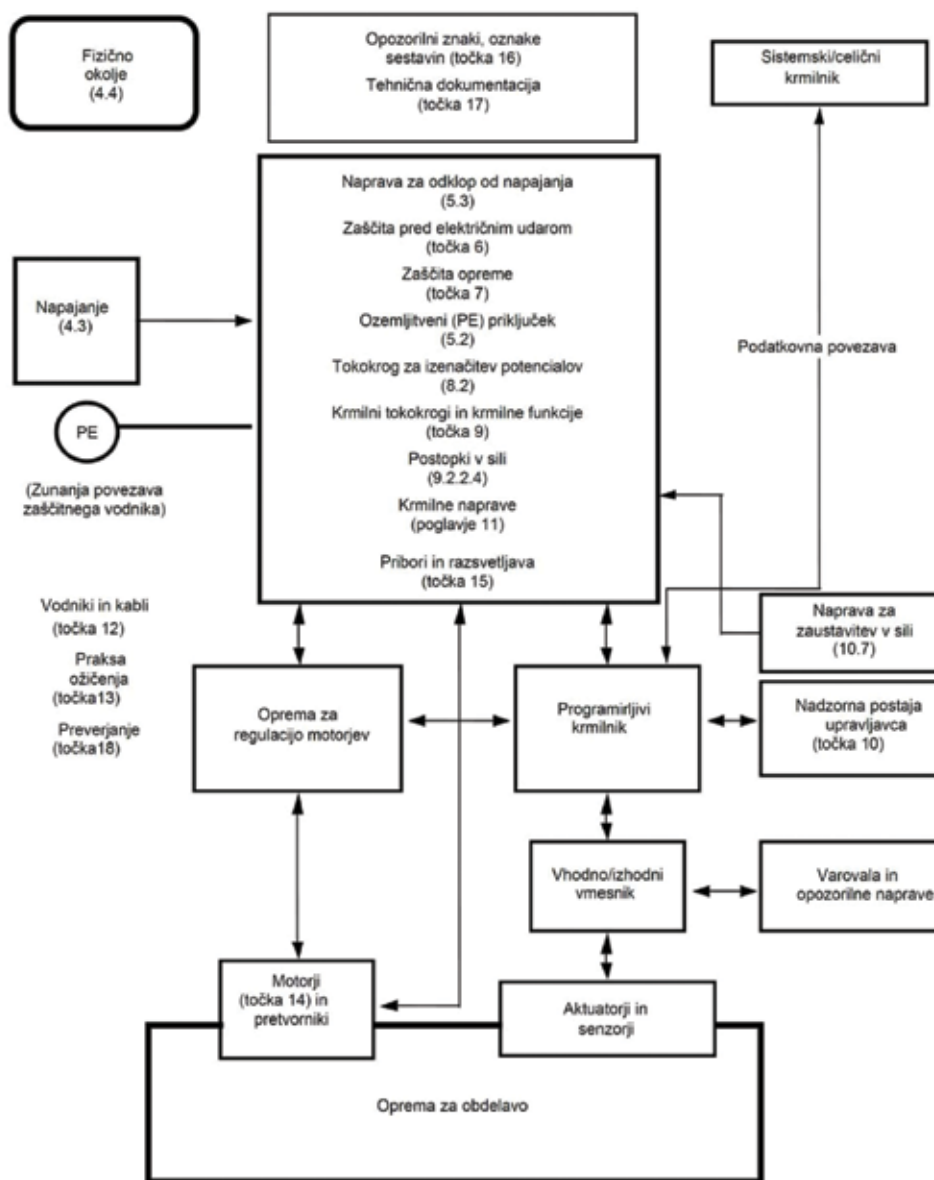 Fizično
okolje
(4.4)
Opozorilni znaki, oznake
sestavin (točka 16)
Tehnična dokumentacija
(točka 17)
Sistemski/celični
krmilnik
Naprava za odklop od napajanja
(5.3)
Zaščita pred električnim udarom
(točka 6)
Zaščita opreme
(točka 7)
Ozemljitveni (PE) priključek
(5.2)
Tokokrog za izenačitev potencialov
(8.2)
Krmilni tokokrogi in krmilne funkcije
(točka 9)
Postopki v sili
(9.2.2.4)
Krmilne naprave
(poglavje 11)
Pribori in razsvetljava
(točka 15)
Napajanje
(4.3)
PE
(Zunanja povezava
zaščitnega vodnika)
Podatkovna povezava
Vodniki in kabli
(točka 12)
Praksa
ožičenja
(točka13)
Preverjanje
(točka18)
Naprava za
zaustavitev v sili
(10.7)
Oprema za
regulacijo motorjev
Programirljivi
krmilnik
Nadzorna postaja
upravljavca
(točka 10)
Vhodno/izhodni
vmesnik
Varovala in
opozorilne naprave
Motorji
(točka 14) in
pretvorniki
Aktuatorji in
senzorji
Oprema za obdelavo